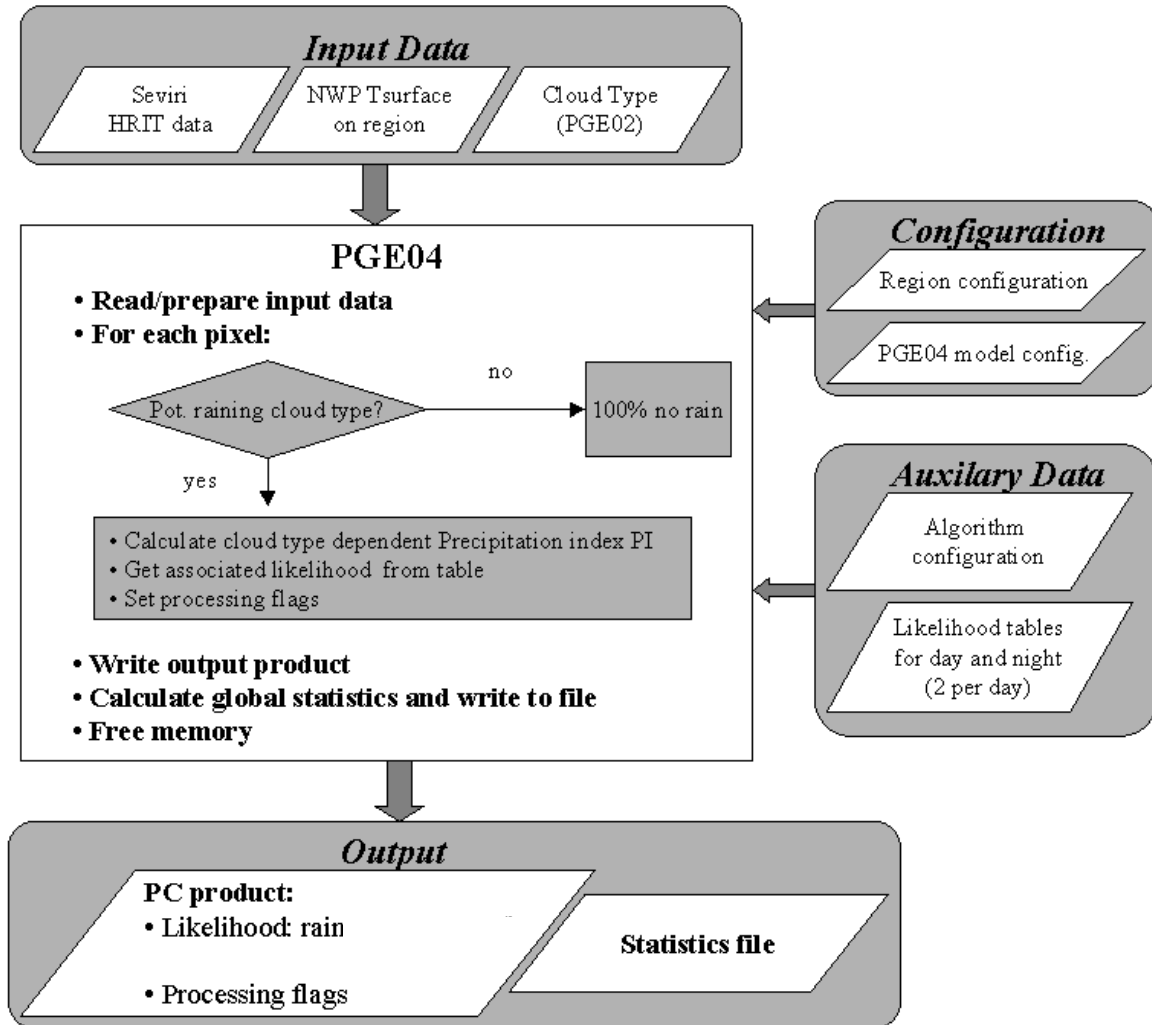 Input Data
Seviri
HRIT data
NWP Tsurface
on region
Cloud Type
(PGE02)
PGE04
• Read/prepare input data
• For each pixel:
Pot. raining cloud type?
no
100% no rain
yes
• Calculate cloud type dependent Precipitation index PI
• Get associated likelihood from table
• Set processing flags
• Write output product
• Calculate global statistics and write to file
• Free memory
Configuration
Region configuration
PGE04 model config.
Auxilary Data
Algorithm
configuration
Likelihood tables
for day and night
(2 per day)
Output
PC product:
• Likelihood: rain
• Processing flags
Statistics file